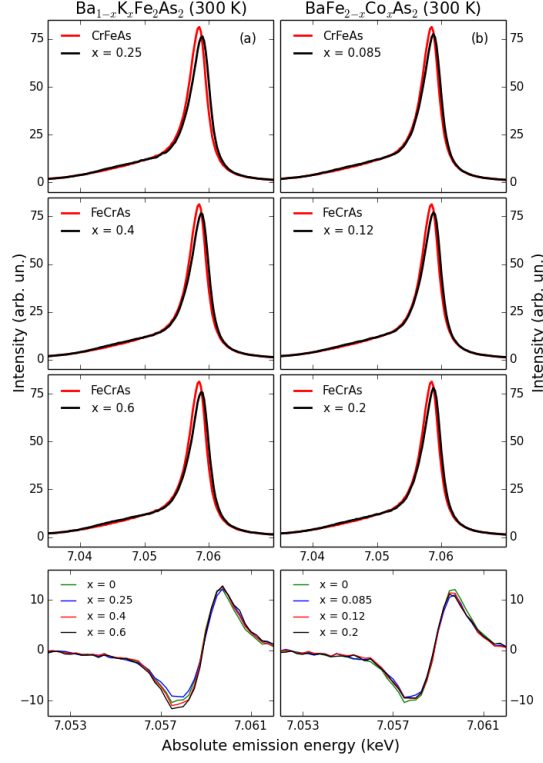 Ba₁₋ₓKₓFe₂As₂ (300 K)
BaFe₂₋ₓCoₓAs₂ (300 K)
(a)
CrFeAs
x = 0.25
75
50
25
0
(b)
CrFeAs
x = 0.085
75
50
25
0
FeCrAs
x = 0.4
75
50
25
0
FeCrAs
x = 0.12
75
50
25
0
FeCrAs
x = 0.6
75
50
25
0
7.04 7.05 7.06
FeCrAs
x = 0.2
75
50
25
0
7.04 7.05 7.06
Intensity (arb. un.)
Intensity (arb. un.)
x = 0
x = 0.25
x = 0.4
x = 0.6
10
0
−10
7.053 7.057 7.061
x = 0
x = 0.085
x = 0.12
x = 0.2
10
0
−10
7.053 7.057 7.061
Absolute emission energy (keV)